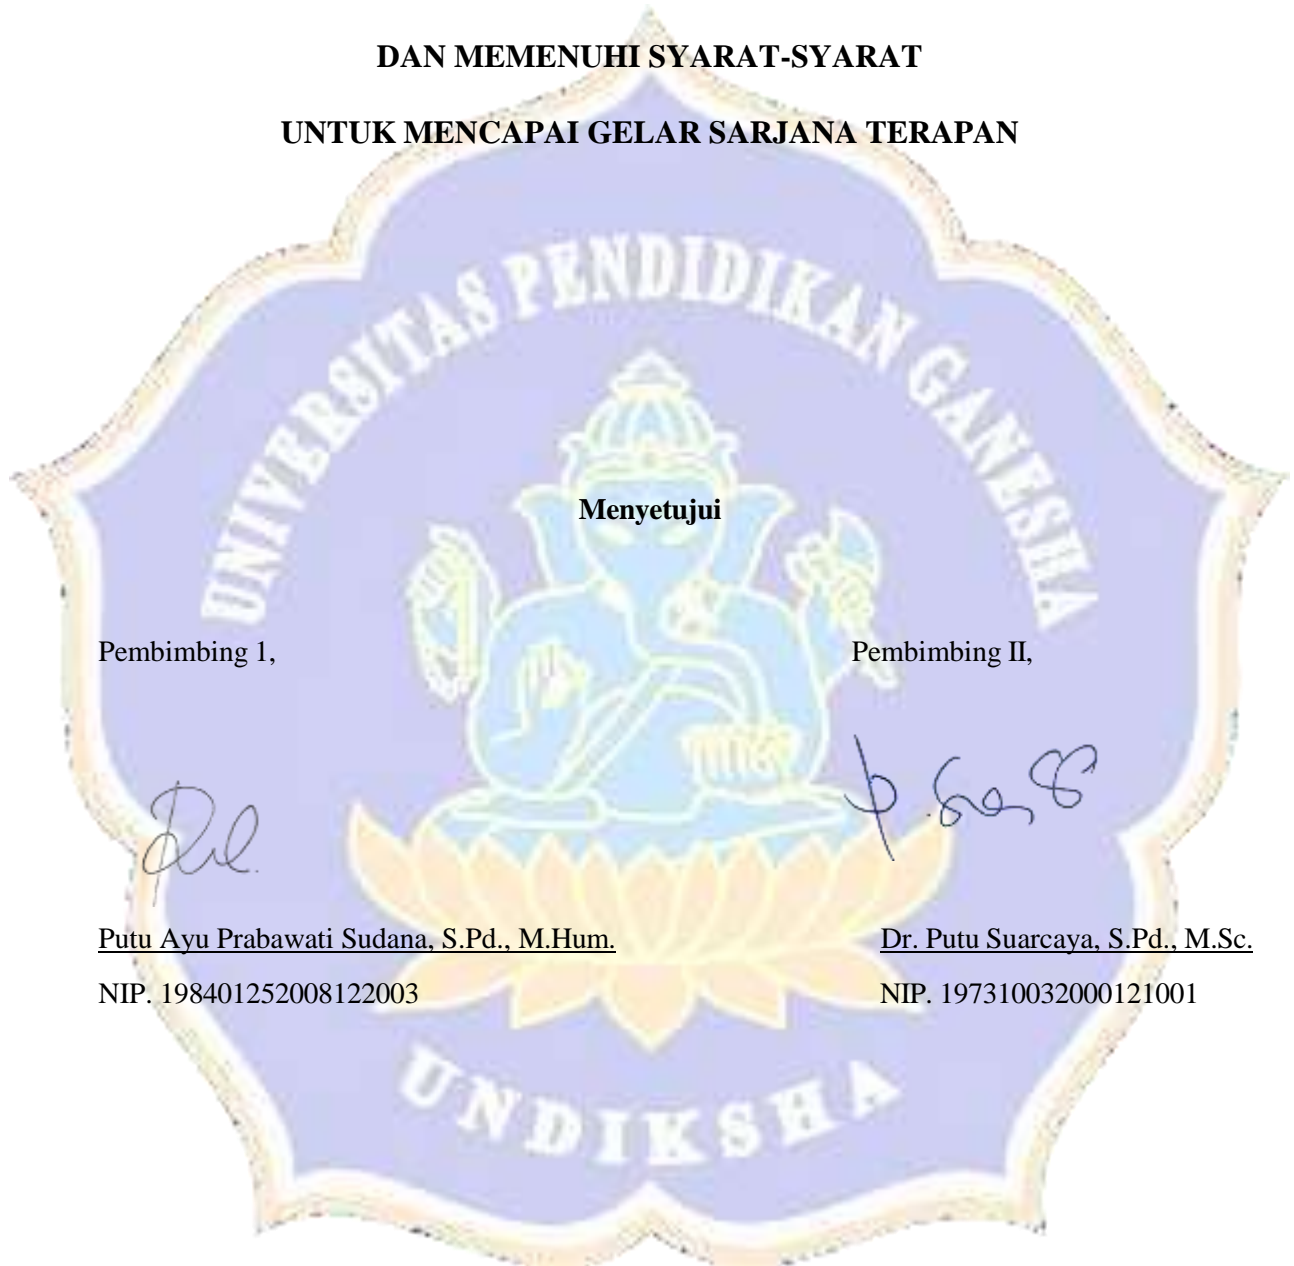 DAN MEMENUHI SYARAT-SYARAT
UNTUK MENCAPAI GELAR SARJANA TERAPAN
UNIVERSITAS PENDIDIKAN GANESHA
Menyetujui
Pembimbing 1,
Pembimbing II,
Putu Ayu Prabawati Sudana, S.Pd., M.Hum.
Dr. Putu Suarcaya, S.Pd., M.Sc.
NIP. 198401252008122003
NIP. 197310032000121001
UNDIKSHA